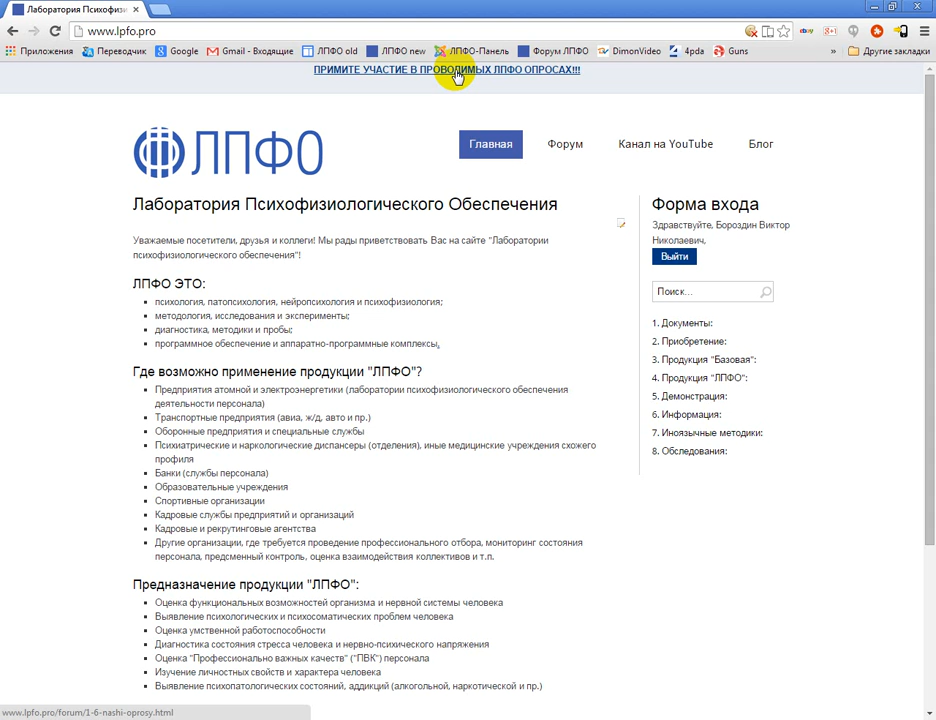 Лаборатория Психофизи
www.lpfo.pro
Приложения
Переводчик
Google
Gmail - Входящие
ЛПФО old
ЛПФО new
ЛПФО-Панель
Форум ЛПФО
DimonVideo
4pda
Guns
»
Другие закладки
ПРИМИТЕ УЧАСТИЕ В ПРОВОДИМЫХ ЛПФО ОПРОСАХ!!!
ЛПФО
Главная
Форум
Канал на YouTube
Блог
Лаборатория Психофизиологического Обеспечения
Уважаемые посетители, друзья и коллеги! Мы рады приветствовать Вас на сайте "Лаборатории
психофизиологического обеспечения"!
ЛПФО ЭТО:
психология, патопсихология, нейропсихология и психофизиология;
методология, исследования и эксперименты;
диагностика, методики и пробы;
программное обеспечение и аппаратно-программные комплексы.
Где возможно применение продукции "ЛПФО"?
Предприятия атомной и электроэнергетики (лаборатории психофизиологического обеспечения
деятельности персонала)
Транспортные предприятия (авиа, ж/д, авто и пр.)
Оборонные предприятия и специальные службы
Психиатрические и наркологические диспансеры (отделения), иные медицинские учреждения схожего
профиля
Банки (службы персонала)
Образовательные учреждения
Спортивные организации
Кадровые службы предприятий и организаций
Кадровые и рекрутинговые агентства
Другие организации, где требуется проведение профессионального отбора, мониторинг состояния
персонала, предсменный контроль, оценка взаимодействия коллективов и т.п.
Предназначение продукции "ЛПФО":
Оценка функциональных возможностей организма и нервной системы человека
Выявление психологических и психосоматических проблем человека
Оценка умственной работоспособности
Диагностика состояния стресса человека и нервно-психического напряжения
Оценка "Профессионально важных качеств" ("ПВК") персонала
Изучение личностных свойств и характера человека
Выявление психопатологических состояний, аддикций (алкогольной, наркотической и пр.)
Форма входа
Здравствуйте, Бороздин Виктор
Николаевич,
Выйти
Поиск...
1. Документы:
2. Приобретение:
3. Продукция "Базовая":
4. Продукция "ЛПФО":
5. Демонстрация:
6. Информация:
7. Иноязычные методики:
8. Обследования:
www.lpfo.pro/forum/1-6-nashi-oprosy.html